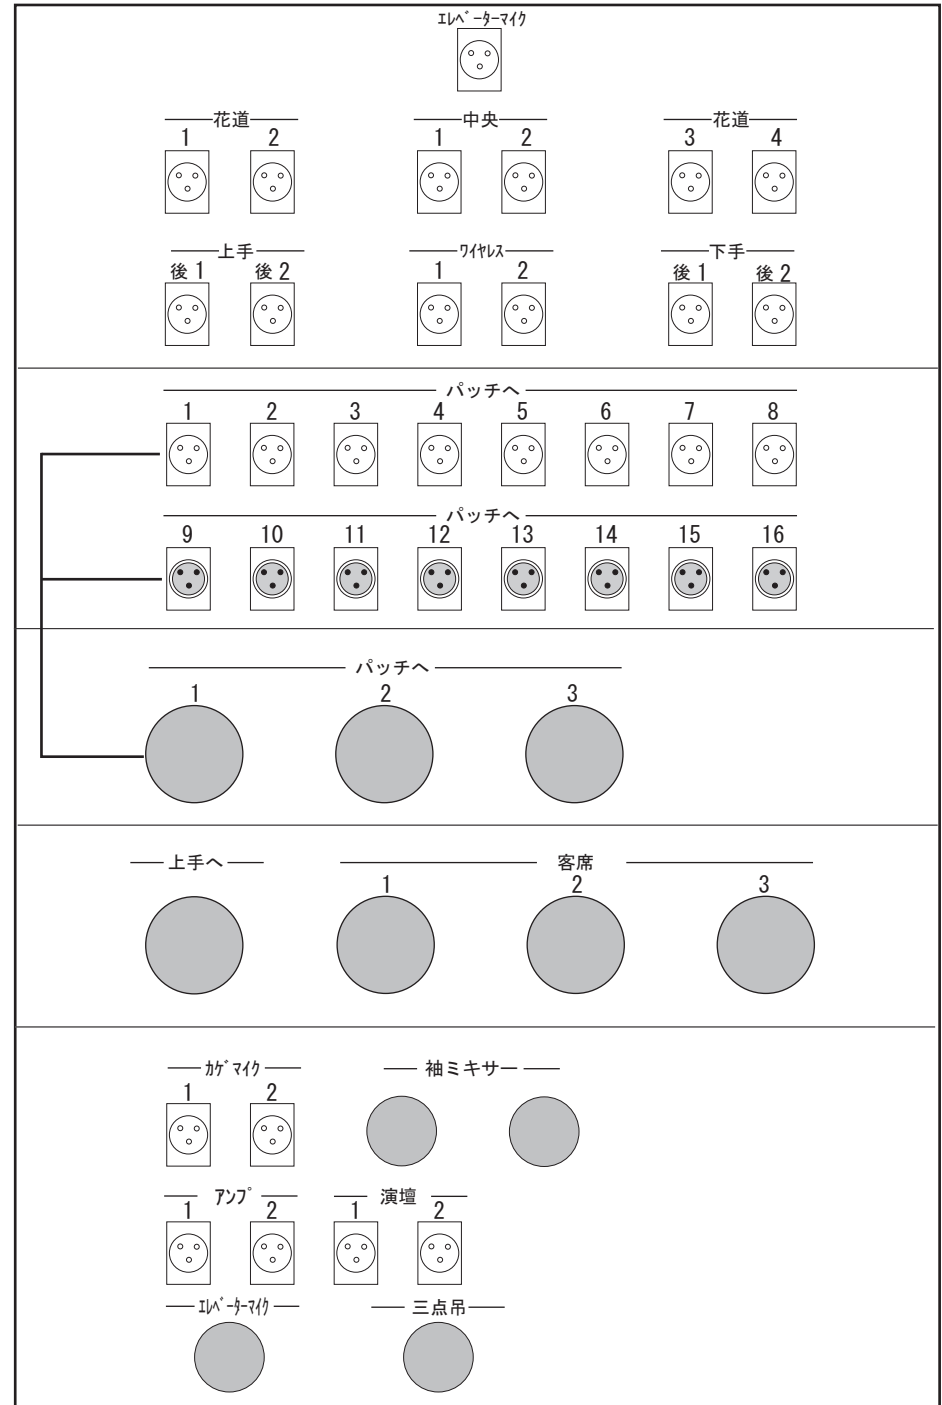 ｴﾚﾍﾞｰﾀｰﾏｲｸ
花道 中央 花道
1 2 1 2 3 4
上手 ﾜｲﾔﾚｽ 下手
後1 後2 1 2 後1 後2
パッチへ
1 2 3 4 5 6 7 8
パッチへ
9 10 11 12 13 14 15 16
パッチへ
1 2 3
上手へ 客席
1 2 3
ｶｹﾞﾏｲｸ 袖ミキサー
1 2
ｱﾝﾌﾟ 演壇
1 2 1 2
ｴﾚﾍﾞｰﾀｰﾏｲｸ 三点吊